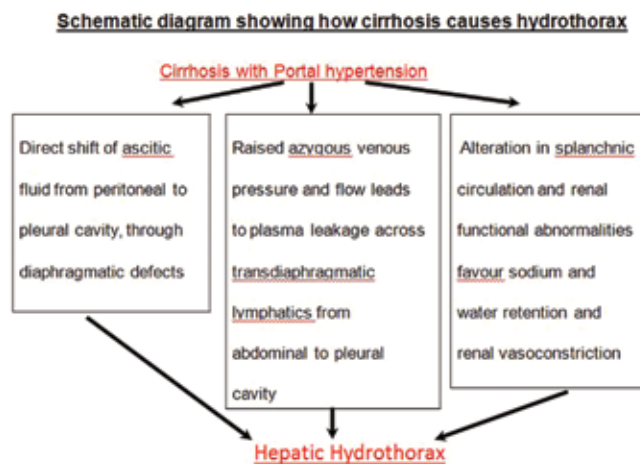 Schematic diagram showing how cirrhosis causes hydrothorax
Cirrhosis with Portal hypertension
Direct shift of ascitic
fluid from peritoneal to
pleural cavity, through
diaphragmatic defects
Raised azygous venous
pressure and flow leads
to plasma leakage across
transdiaphragmatic
lymphatics from
abdominal to pleural
cavity
Alteration in splanchnic
circulation and renal
functional abnormalities
favour sodium and
water retention and
renal vasoconstriction
Hepatic Hydrothorax